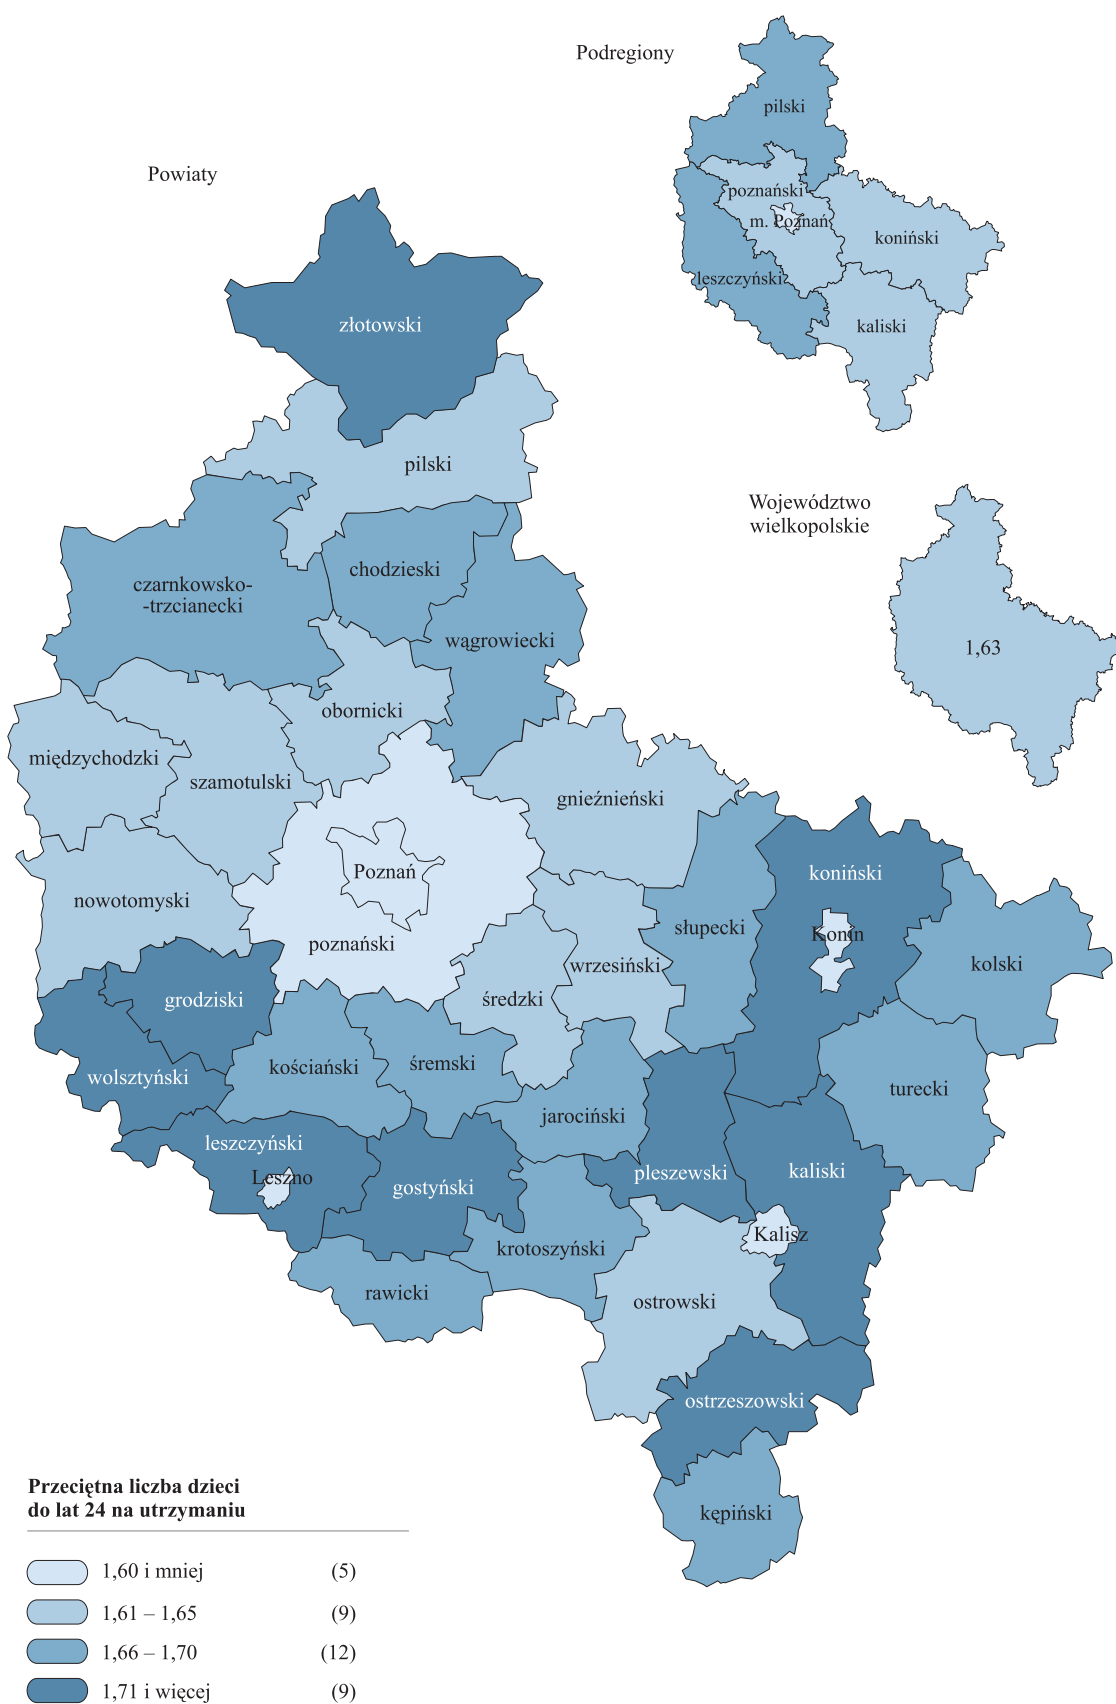 Podregiony
pilski
poznański
m. Poznań
koniński
leszczyński
kaliski
Powiaty
złotowski
pilski
Województwo
wielkopolskie
1,63
chodzieski
czarnkowsko-
-trzcianecki
wągrowiecki
obornicki
międzychodzki
szamotulski
gnieźnieński
Poznań
koniński
nowotomyski
słupecki
Konin
poznański
wrzesiński
kolski
grodziski
średzki
kościański
śremski
wolsztyński
turecki
jarociński
leszczyński
pleszewski
kaliski
Leszno
gostyński
Kalisz
krotoszyński
rawicki
ostrowski
ostrzeszowski
kępiński
Przeciętna liczba dzieci
do lat 24 na utrzymaniu
1,60 i mniej (5)
1,61 – 1,65 (9)
1,66 – 1,70 (12)
1,71 i więcej (9)